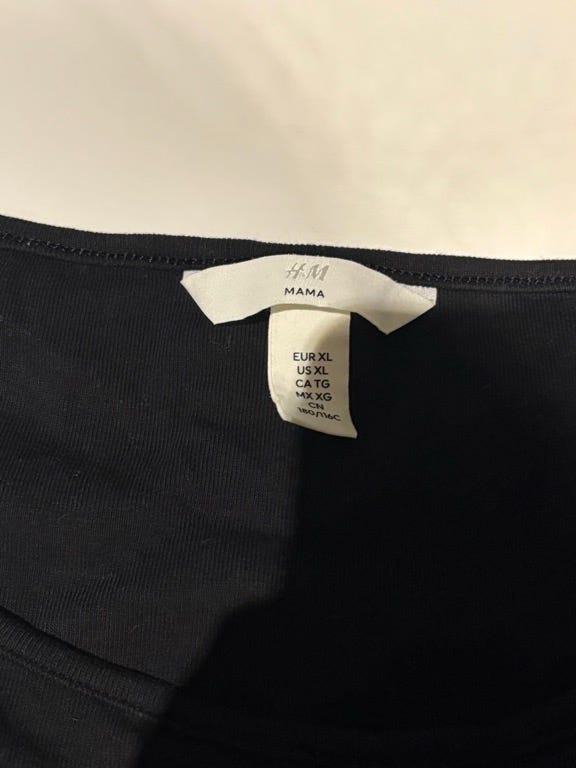 H&M
MAMA
EUR XL
US XL
CA TG
MX XG
CN
180/116C